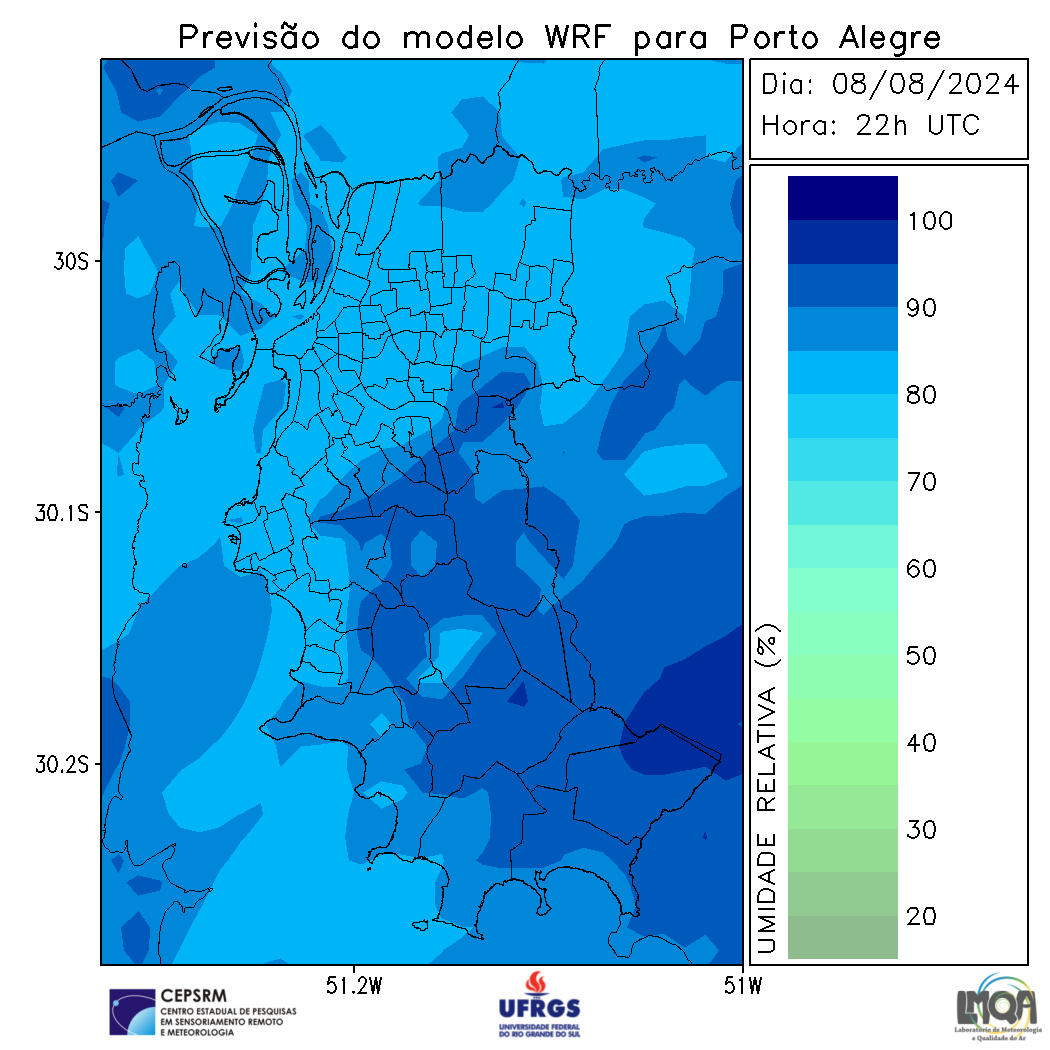 Previsão do modelo WRF para Porto Alegre
Dia: 08/08/2024
Hora: 22h UTC
30S
30.1S
30.2S
51.2W
51W
100
90
80
70
60
50
40
30
20
UMIDADE RELATIVA (%)
CEPSRM
CENTRO ESTADUAL DE PESQUISAS
EM SENSORIAMENTO REMOTO
E METEOROLOGIA
UFRGS
UNIVERSIDADE FEDERAL
DO RIO GRANDE DO SUL
LMQA
Laboratório de Meteorologia
e Qualidade do Ar